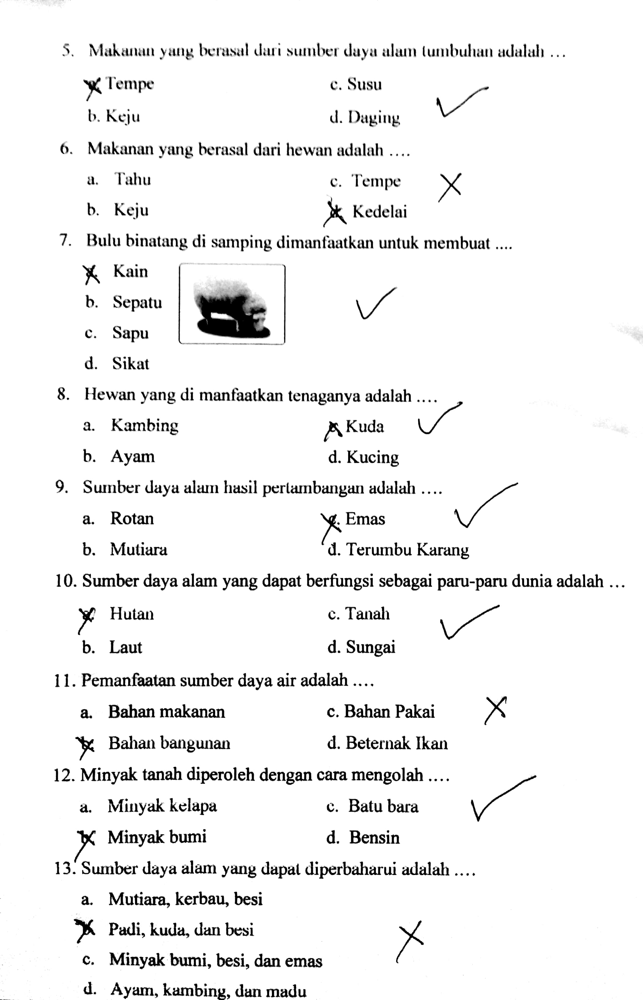 5. Makanan yang berasal dari sumber daya alam tumbuhan adalah ...
a. Tempe c. Susu
b. Keju d. Daging
6. Makanan yang berasal dari hewan adalah ....
a. Tahu c. Tempe
b. Keju d. Kedelai
7. Bulu binatang di samping dimanfaatkan untuk membuat ....
a. Kain
b. Sepatu
c. Sapu
d. Sikat
8. Hewan yang di manfaatkan tenaganya adalah ....
a. Kambing c. Kuda
b. Ayam d. Kucing
9. Sumber daya alam hasil pertambangan adalah ....
a. Rotan c. Emas
b. Mutiara d. Terumbu Karang
10. Sumber daya alam yang dapat berfungsi sebagai paru-paru dunia adalah ...
a. Hutan c. Tanah
b. Laut d. Sungai
11. Pemanfaatan sumber daya air adalah ....
a. Bahan makanan c. Bahan Pakai
b. Bahan bangunan d. Beternak Ikan
12. Minyak tanah diperoleh dengan cara mengolah ....
a. Minyak kelapa c. Batu bara
b. Minyak bumi d. Bensin
13. Sumber daya alam yang dapat diperbaharui adalah ....
a. Mutiara, kerbau, besi
b. Padi, kuda, dan besi
c. Minyak bumi, besi, dan emas
d. Ayam, kambing, dan madu